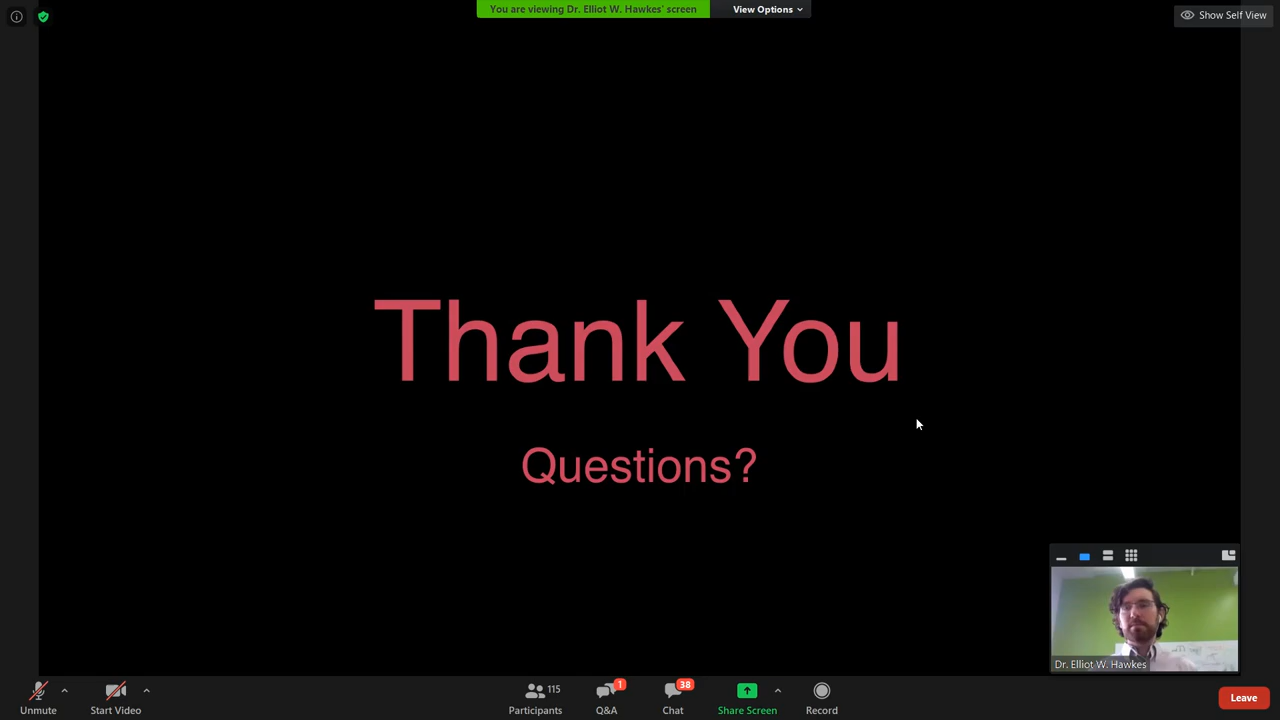 You are viewing Dr. Elliot W. Hawkes' screen
View Options
Show Self View
Thank You
Questions?
Dr. Elliot W. Hawkes
Unmute
Start Video
115
Participants
1
Q&A
38
Chat
Share Screen
Record
Leave